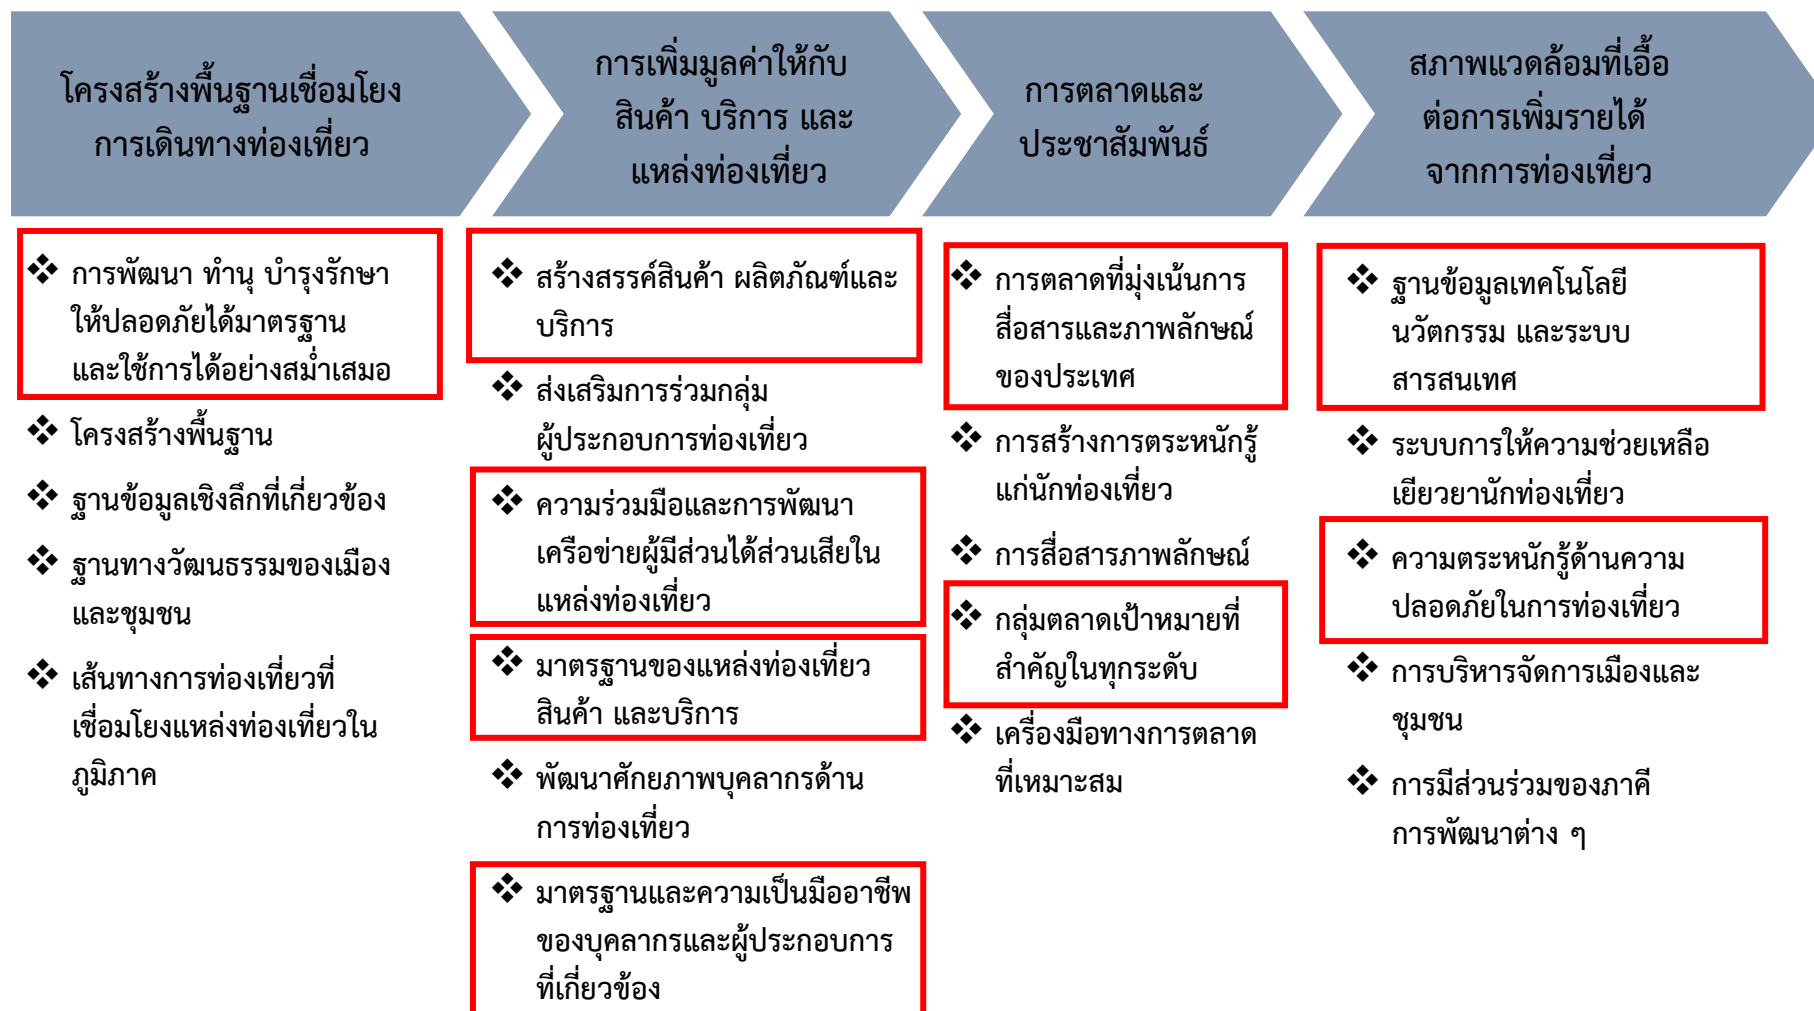 โครงสร้างพื้นฐานเชื่อมโยง
การเดินทางท่องเที่ยว
การเพิ่มมูลค่าให้กับ
สินค้า บริการ และ
แหล่งท่องเที่ยว
การตลาดและ
ประชาสัมพันธ์
สภาพแวดล้อมที่เอื้อ
ต่อการเพิ่มรายได้
จากการท่องเที่ยว
❖ การพัฒนา ทำนุ บำรุงรักษา
ให้ปลอดภัยได้มาตรฐาน
และใช้การได้อย่างสม่ำเสมอ
❖ โครงสร้างพื้นฐาน
❖ ฐานข้อมูลเชิงลึกที่เกี่ยวข้อง
❖ ฐานทางวัฒนธรรมของเมือง
และชุมชน
❖ เส้นทางการท่องเที่ยวที่
เชื่อมโยงแหล่งท่องเที่ยวใน
ภูมิภาค
❖ สร้างสรรค์สินค้า ผลิตภัณฑ์และ
บริการ
❖ ส่งเสริมการร่วมกลุ่ม
ผู้ประกอบการท่องเที่ยว
❖ ความร่วมมือและการพัฒนา
เครือข่ายผู้มีส่วนได้ส่วนเสียใน
แหล่งท่องเที่ยว
❖ มาตรฐานของแหล่งท่องเที่ยว
สินค้า และบริการ
❖ พัฒนาศักยภาพบุคลากรด้าน
การท่องเที่ยว
❖ มาตรฐานและความเป็นมืออาชีพ
ของบุคลากรและผู้ประกอบการ
ที่เกี่ยวข้อง
❖ การตลาดที่มุ่งเน้นการ
สื่อสารและภาพลักษณ์
ของประเทศ
❖ การสร้างการตระหนักรู้
แก่นักท่องเที่ยว
❖ การสื่อสารภาพลักษณ์
❖ กลุ่มตลาดเป้าหมายที่
สำคัญในทุกระดับ
❖ เครื่องมือทางการตลาด
ที่เหมาะสม
❖ ฐานข้อมูลเทคโนโลยี
นวัตกรรม และระบบ
สารสนเทศ
❖ ระบบการให้ความช่วยเหลือ
เยียวยานักท่องเที่ยว
❖ ความตระหนักรู้ด้านความ
ปลอดภัยในการท่องเที่ยว
❖ การบริหารจัดการเมืองและ
ชุมชน
❖ การมีส่วนร่วมของภาคี
การพัฒนาต่าง ๆ